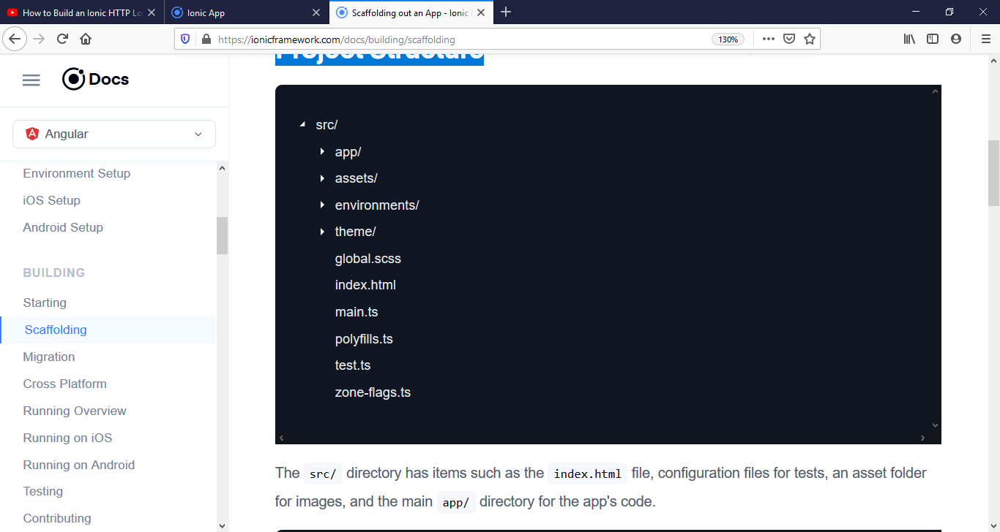 How to Build an Ionic HTTP Lo
Ionic App
Scaffolding out an App - Ionic
https://ionicframework.com/docs/building/scaffolding
130%
Docs
Angular
Environment Setup
iOS Setup
Android Setup
BUILDING
Starting
Scaffolding
Migration
Cross Platform
Running Overview
Running on iOS
Running on Android
Testing
Contributing
Project Structure
src/
app/
assets/
environments/
theme/
global.scss
index.html
main.ts
polyfills.ts
test.ts
zone-flags.ts
The src/ directory has items such as the index.html file, configuration files for tests, an asset folder
for images, and the main app/ directory for the app's code.